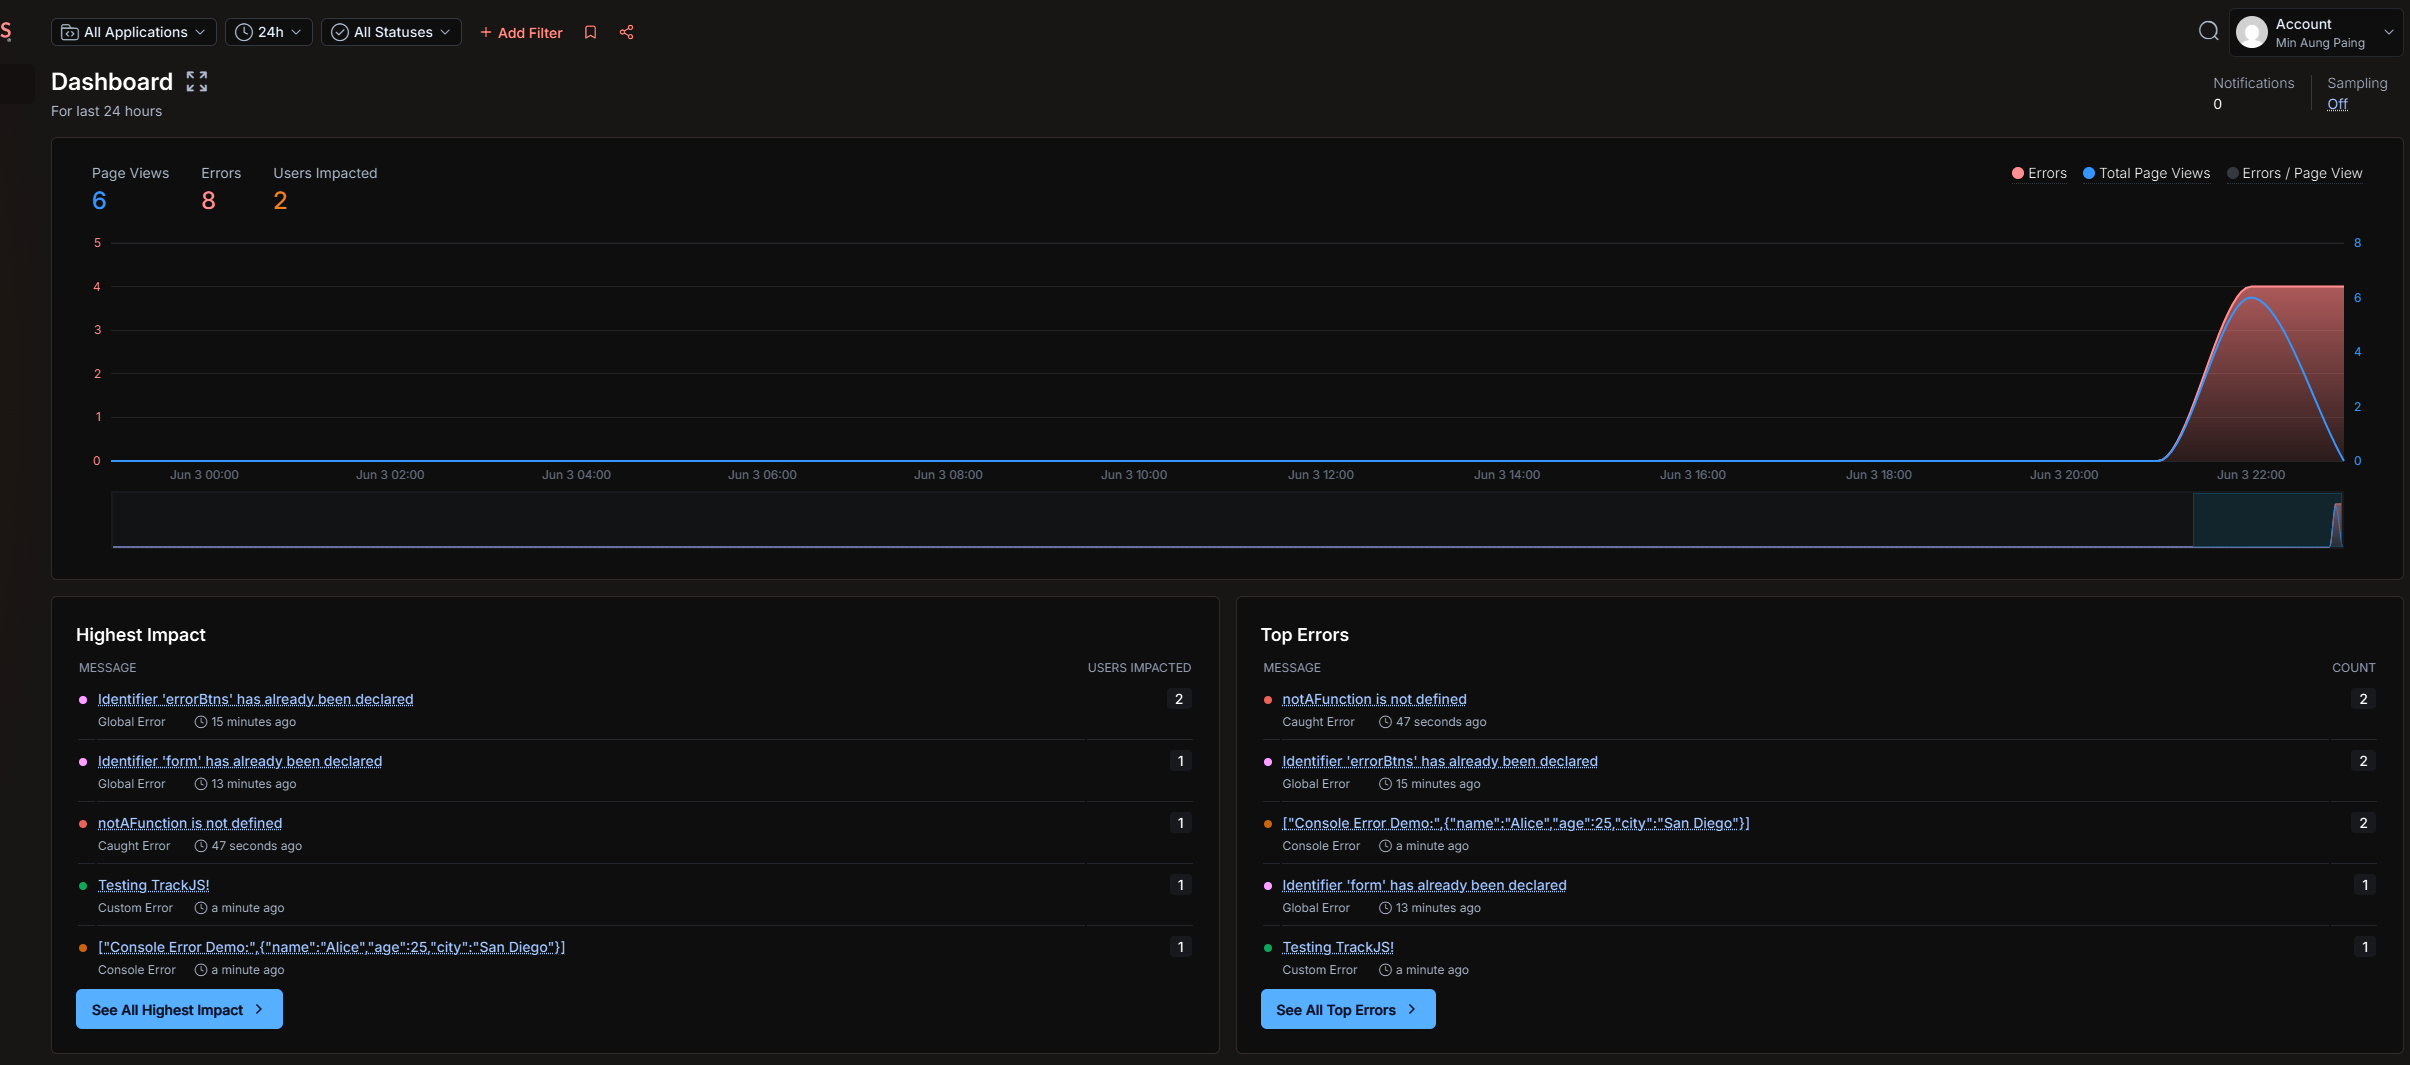 S
All Applications
24h
All Statuses
+ Add Filter
Account
Min Aung Paing
Dashboard
For last 24 hours
Notifications
0
Sampling
Off
Page Views
6
Errors
8
Users Impacted
2
Errors
Total Page Views
Errors / Page View
5
4
3
2
1
0
8
6
4
2
0
Jun 3 00:00
Jun 3 02:00
Jun 3 04:00
Jun 3 06:00
Jun 3 08:00
Jun 3 10:00
Jun 3 12:00
Jun 3 14:00
Jun 3 16:00
Jun 3 18:00
Jun 3 20:00
Jun 3 22:00
Highest Impact
MESSAGE
USERS IMPACTED
Identifier 'errorBtns' has already been declared
2
Global Error
15 minutes ago
Identifier 'form' has already been declared
1
Global Error
13 minutes ago
notAFunction is not defined
1
Caught Error
47 seconds ago
Testing TrackJS!
1
Custom Error
a minute ago
["Console Error Demo:",{"name":"Alice","age":25,"city":"San Diego"}]
1
Console Error
a minute ago
See All Highest Impact
Top Errors
MESSAGE
COUNT
notAFunction is not defined
2
Caught Error
47 seconds ago
Identifier 'errorBtns' has already been declared
2
Global Error
15 minutes ago
["Console Error Demo:",{"name":"Alice","age":25,"city":"San Diego"}]
2
Console Error
a minute ago
Identifier 'form' has already been declared
1
Global Error
13 minutes ago
Testing TrackJS!
1
Custom Error
a minute ago
See All Top Errors